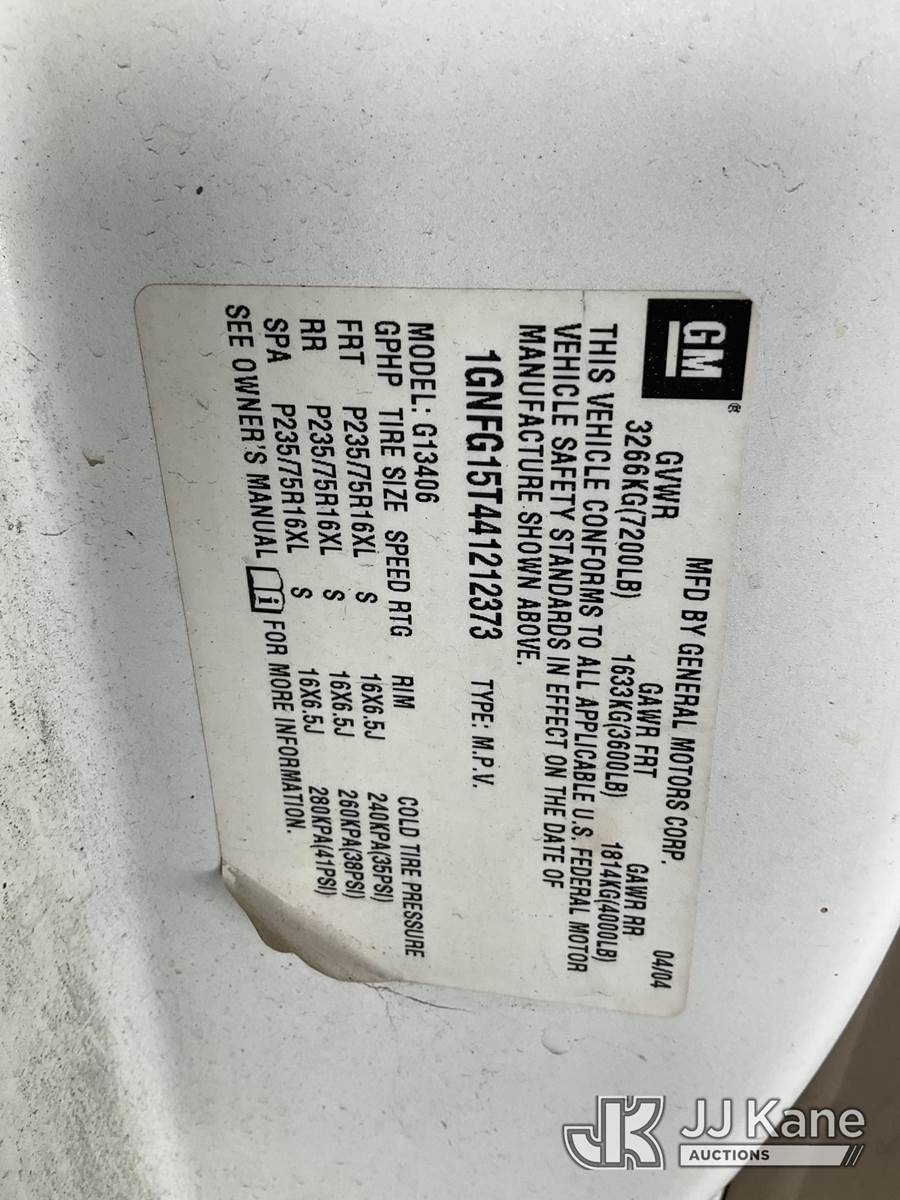 GM®
MFD BY GENERAL MOTORS CORP. 04/04
GVWR GAWR FRT GAWR RR
3266KG(7200LB) 1633KG(3600LB) 1814KG(4000LB)
THIS VEHICLE CONFORMS TO ALL APPLICABLE U.S. FEDERAL MOTOR
VEHICLE SAFETY STANDARDS IN EFFECT ON THE DATE OF
MANUFACTURE SHOWN ABOVE.
1GNFG15T441212373 TYPE: M.P.V.
MODEL: G13406
GPHP TIRE SIZE SPEED RTG RIM COLD TIRE PRESSURE
FRT P235/75R16XL S 16X6.5J 240KPA(35PSI)
RR P235/75R16XL S 16X6.5J 260KPA(38PSI)
SPA P235/75R16XL S 16X6.5J 280KPA(41PSI)
SEE OWNER'S MANUAL i FOR MORE INFORMATION.
JK JJ Kane
AUCTIONS